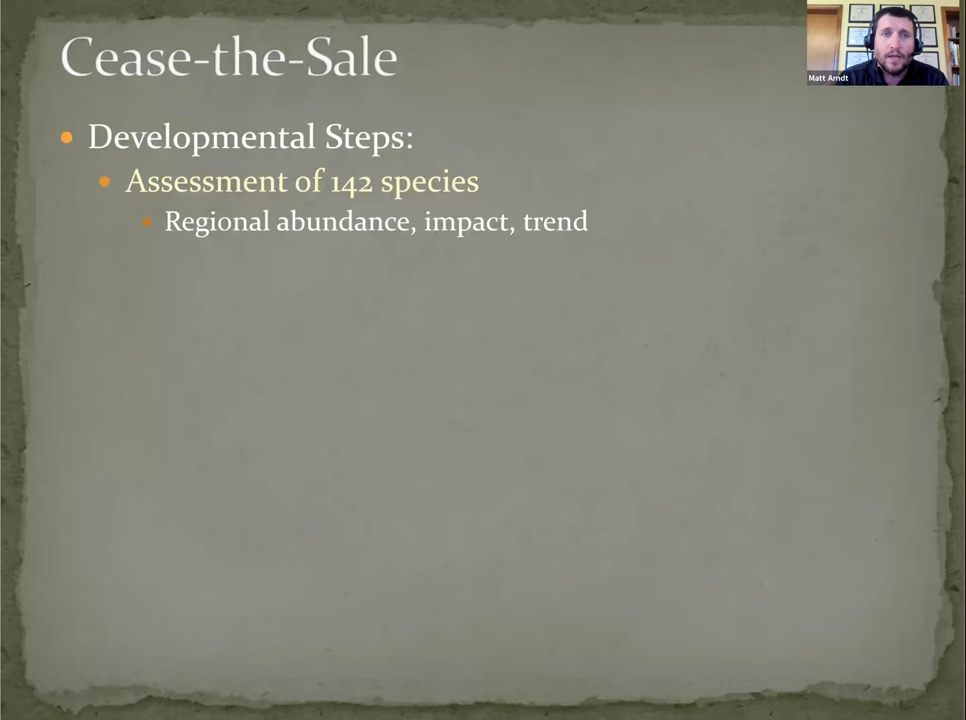 Cease-the-Sale
Matt Arndt
• Developmental Steps:
• Assessment of 142 species
• Regional abundance, impact, trend